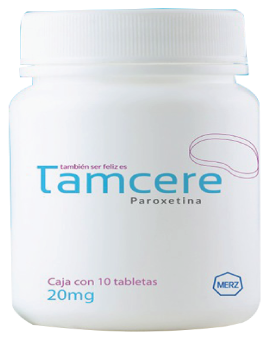 también ser feliz es
Tamcere
Paroxetina
Caja con 10 tabletas
20mg
MERZ